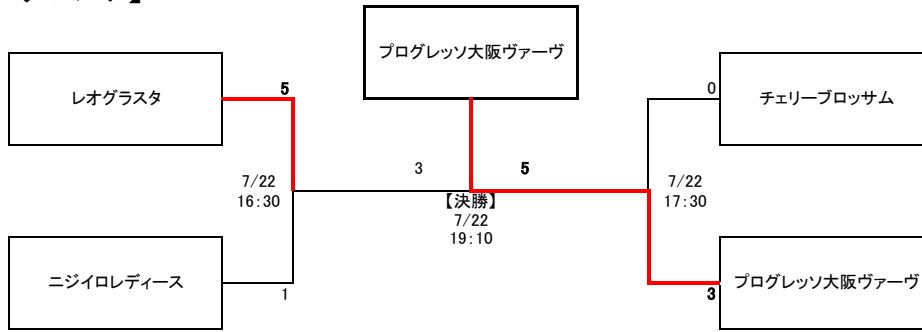 プログレッソ大阪ヴァーヴ
レオグラスタ
5
0
チェリーブロッサム
3
5
7/22
16:30
7/22
17:30
【決勝】
7/22
19:10
ニジイロレディース
1
3
プログレッソ大阪ヴァーヴ